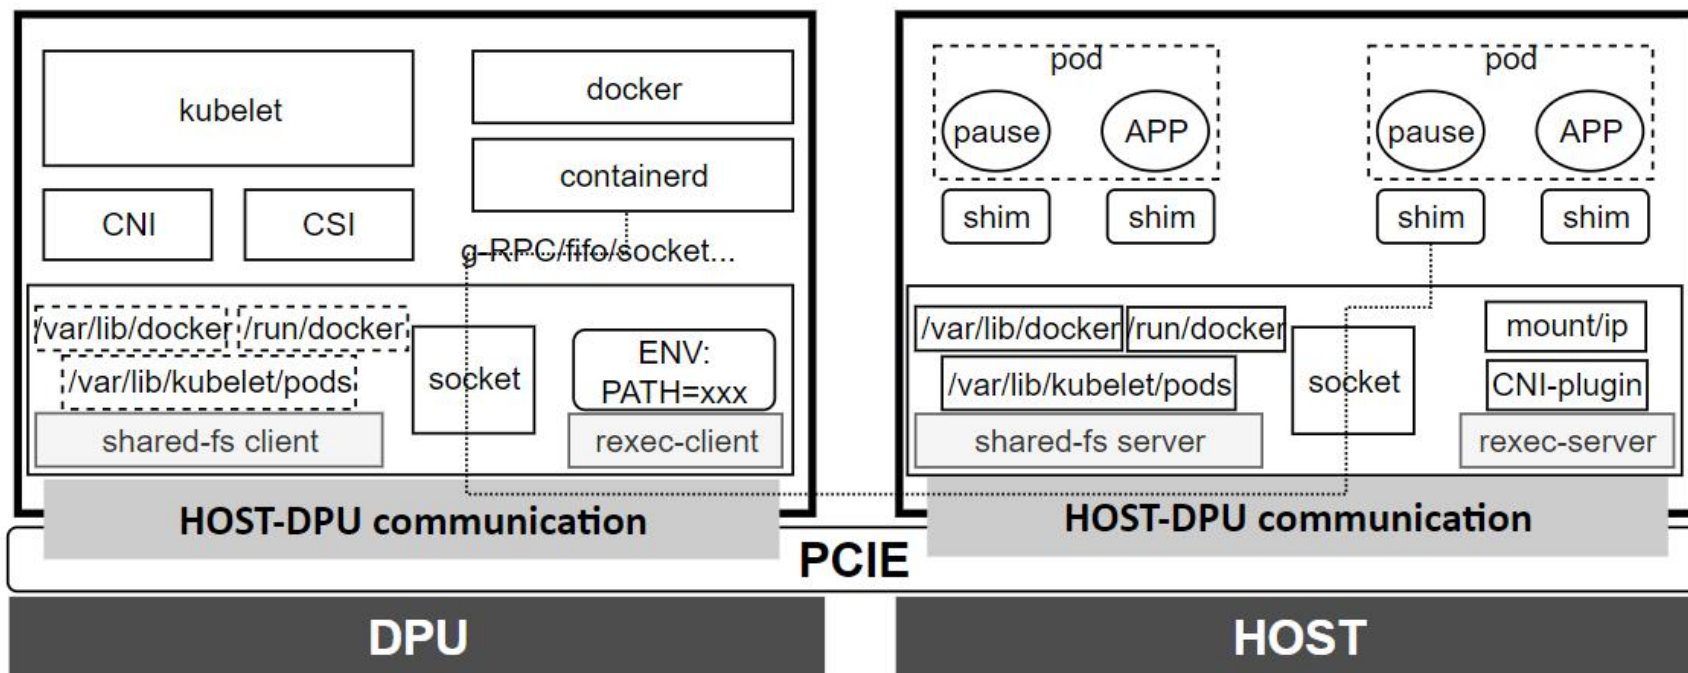 kubelet
docker
containerd
CNI
CSI
g-RPC/fifo/socket...
/var/lib/docker
/run/docker
/var/lib/kubelet/pods
socket
ENV:
PATH=xxx
shared-fs client
rexec-client
HOST-DPU communication
pod
pause
APP
shim
shim
pod
pause
APP
shim
shim
/var/lib/docker
/run/docker
/var/lib/kubelet/pods
socket
mount/ip
CNI-plugin
shared-fs server
rexec-server
HOST-DPU communication
PCIE
DPU
HOST